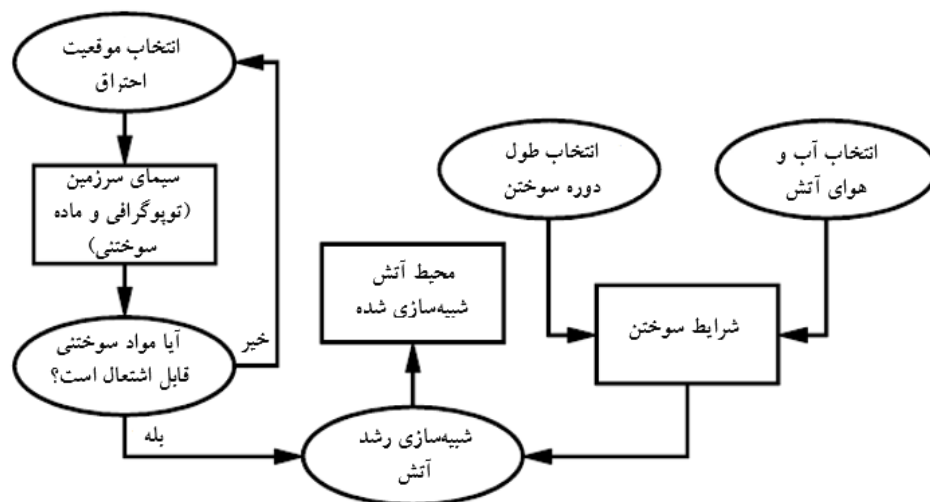 انتخاب موقعیت
احتراق
سیمای سرزمین
(توپوگرافی و ماده
سوختنی)
آیا مواد سوختنی
قابل اشتعال است؟
خیر
بله
انتخاب طول
دوره سوختن
انتخاب آب و
هوای آتش
شرایط سوختن
محیط آتش
شبیه‌سازی شده
شبیه‌سازی رشد
آتش